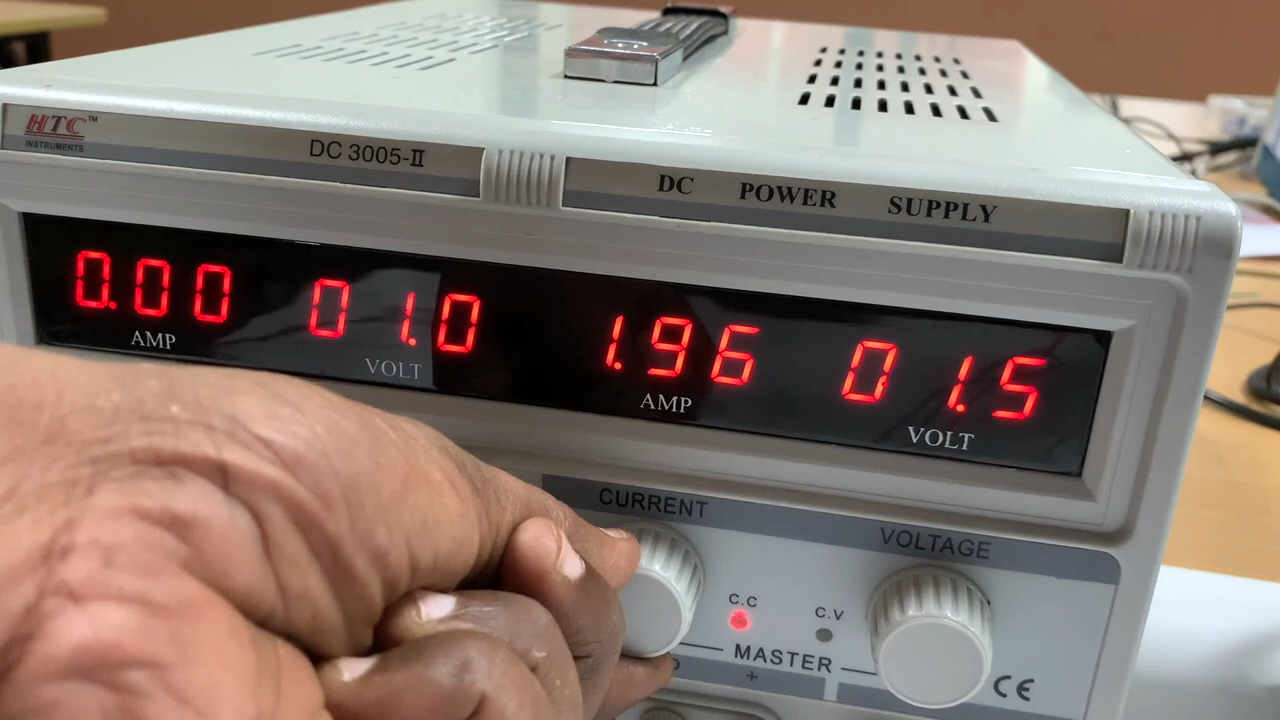 HTC™
INSTRUMENTS
DC 3005-II
DC POWER SUPPLY
0.00 01.0 1.96 01.5
AMP VOLT AMP VOLT
CURRENT VOLTAGE
C.C C.V
MASTER
+
CE